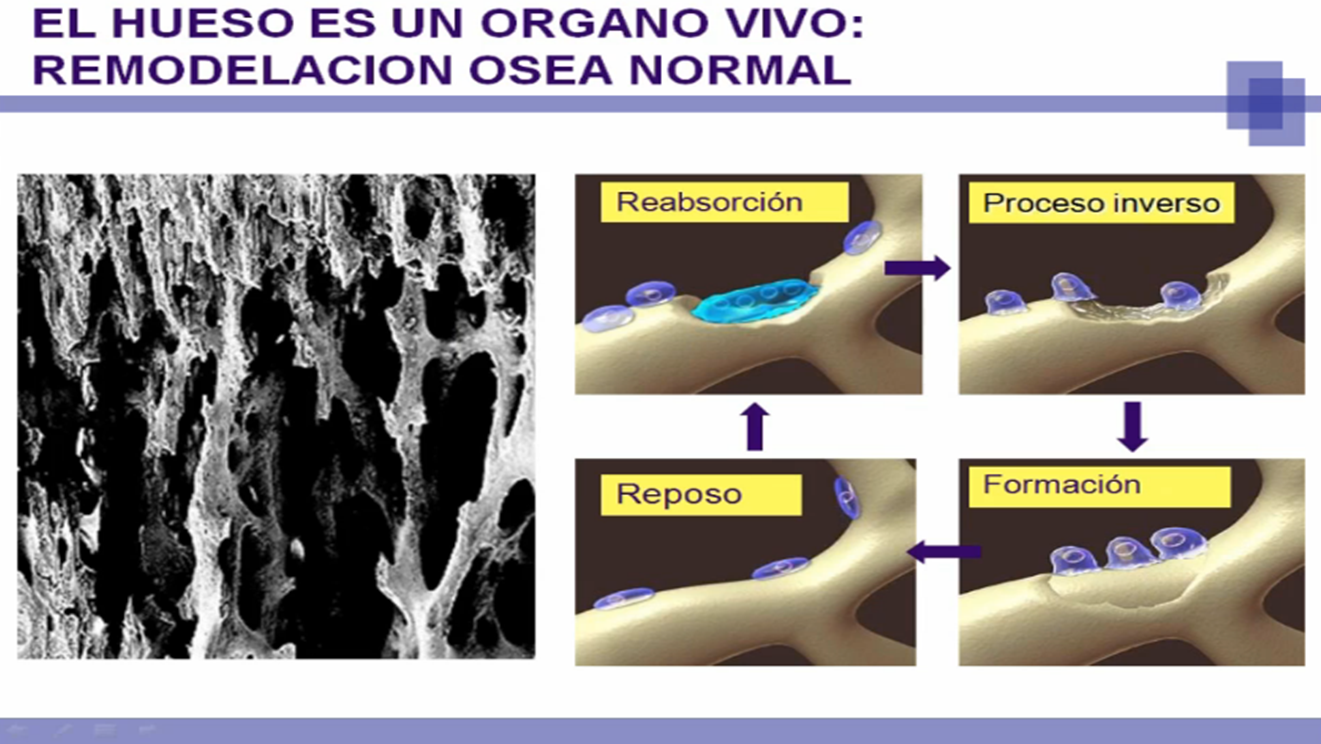 EL HUESO ES UN ORGANO VIVO:
REMODELACION OSEA NORMAL
Reabsorción
Proceso inverso
Reposo
Formación